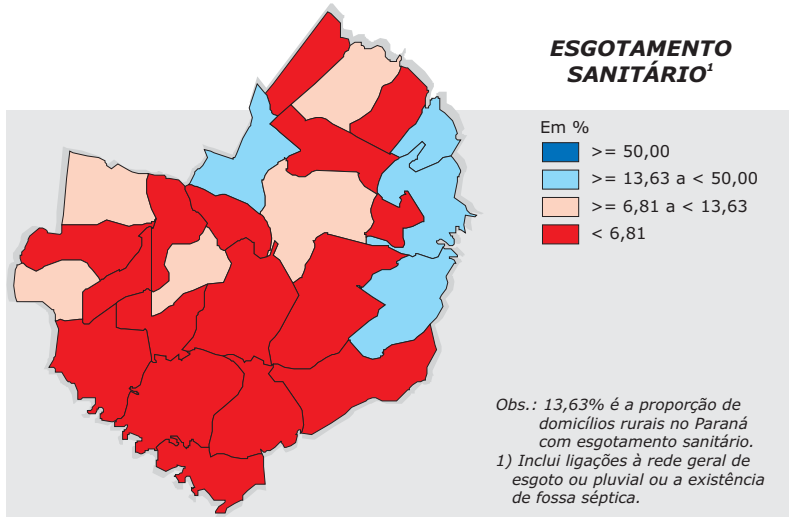 ESGOTAMENTO
SANITÁRIO¹
Em %
>= 50,00
>= 13,63 a < 50,00
>= 6,81 a < 13,63
< 6,81
Obs.: 13,63% é a proporção de
domicílios rurais no Paraná
com esgotamento sanitário.
1) Inclui ligações à rede geral de
esgoto ou pluvial ou a existência
de fossa séptica.